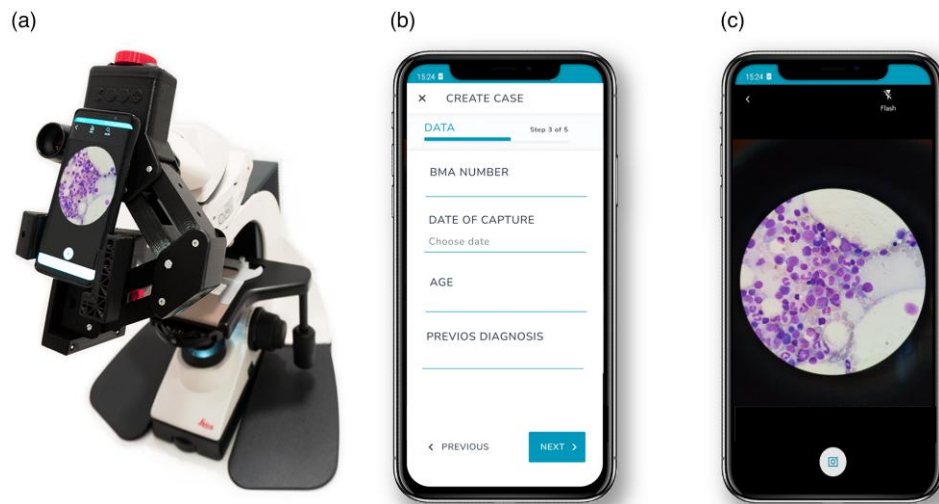 (a)
(b)
(c)
Leica
15:24
× CREATE CASE
DATA
Step 3 of 5
BMA NUMBER
DATE OF CAPTURE
Choose date
AGE
PREVIOS DIAGNOSIS
< PREVIOUS
NEXT >
15:24
<
Flash